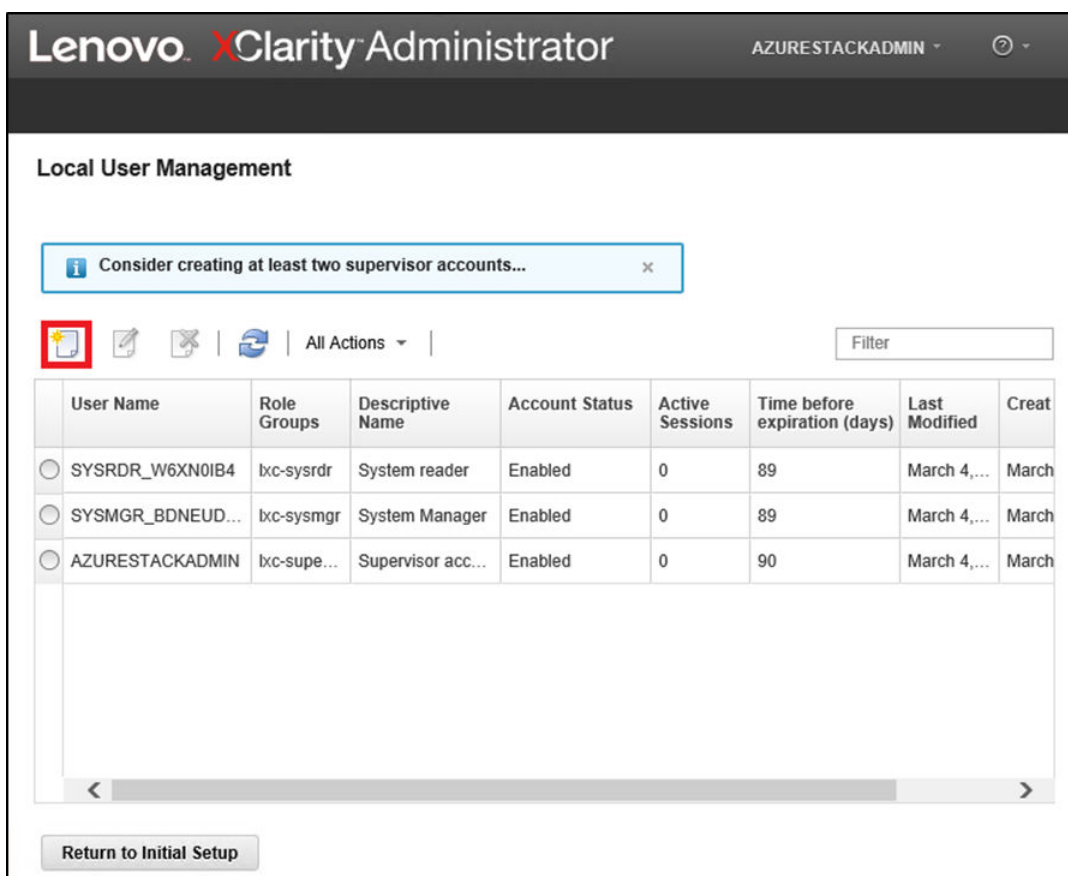 Lenovo XClarity Administrator AZURESTACKADMIN
Local User Management
Consider creating at least two supervisor accounts...
All Actions Filter
User Name Role Groups Descriptive Name Account Status Active Sessions Time before expiration (days) Last Modified Creat
SYSRDR_W6XN0IB4 lxc-sysrdr System reader Enabled 0 89 March 4,... March
SYSMGR_BDNEUD... lxc-sysmgr System Manager Enabled 0 89 March 4,... March
AZURESTACKADMIN lxc-supe... Supervisor acc... Enabled 0 90 March 4,... March
Return to Initial Setup